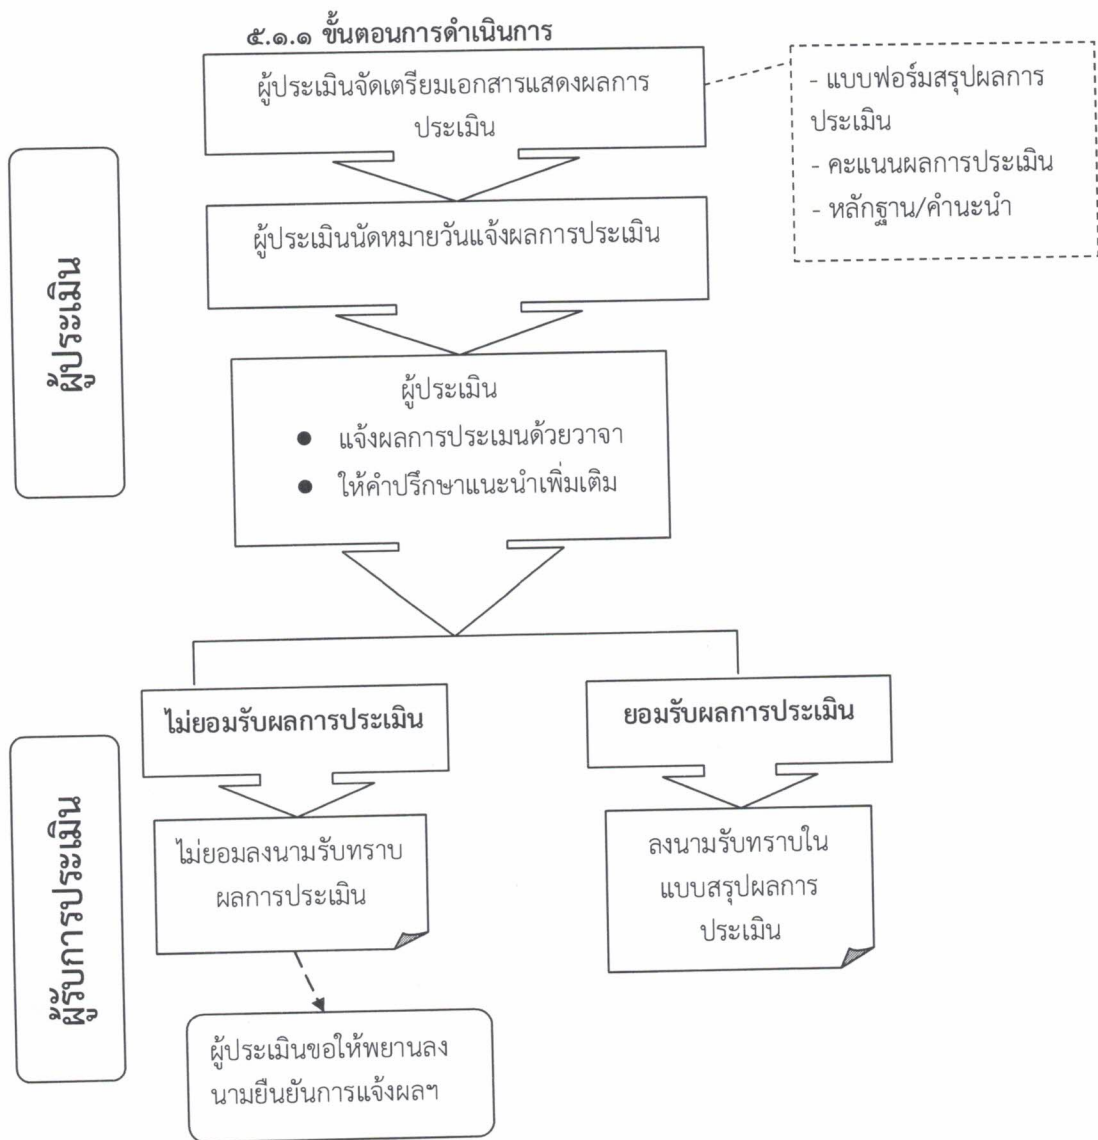 ๕.๑.๑ ขั้นตอนการดำเนินการ
ผู้ประเมินจัดเตรียมเอกสารแสดงผลการ
ประเมิน
- แบบฟอร์มสรุปผลการ
ประเมิน
- คะแนนผลการประเมิน
- หลักฐาน/คำนะนำ
ผู้ประเมิน
ผู้ประเมินนัดหมายวันแจ้งผลการประเมิน
ผู้ประเมิน
● แจ้งผลการประเมนด้วยวาจา
● ให้คำปรึกษาแนะนำเพิ่มเติม
ผู้รับการประเมิน
ไม่ยอมรับผลการประเมิน
ยอมรับผลการประเมิน
ไม่ยอมลงนามรับทราบ
ผลการประเมิน
ลงนามรับทราบใน
แบบสรุปผลการ
ประเมิน
ผู้ประเมินขอให้พยานลง
นามยืนยันการแจ้งผลฯ